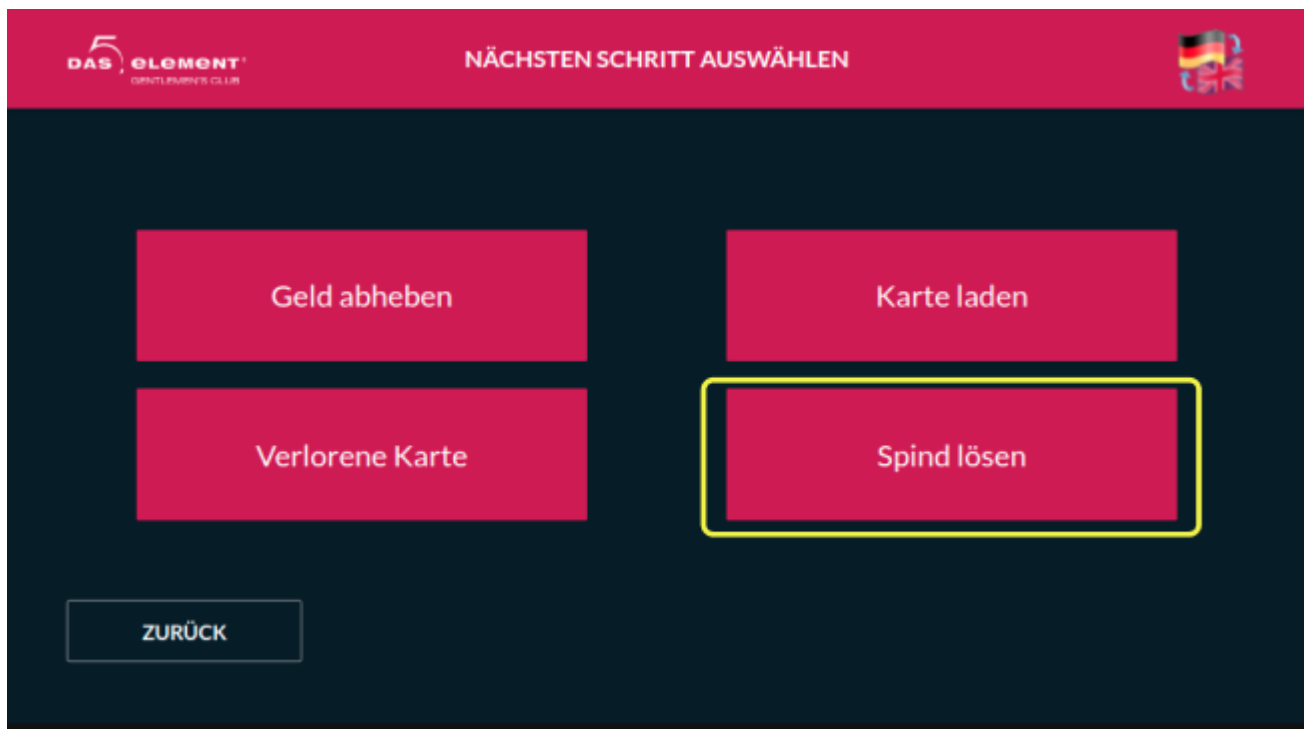 DAS 5 ELEMENT
GENTLEMEN'S CLUB
NÄCHSTEN SCHRITT AUSWÄHLEN
Geld abheben
Karte laden
Verlorene Karte
Spind lösen
ZURÜCK